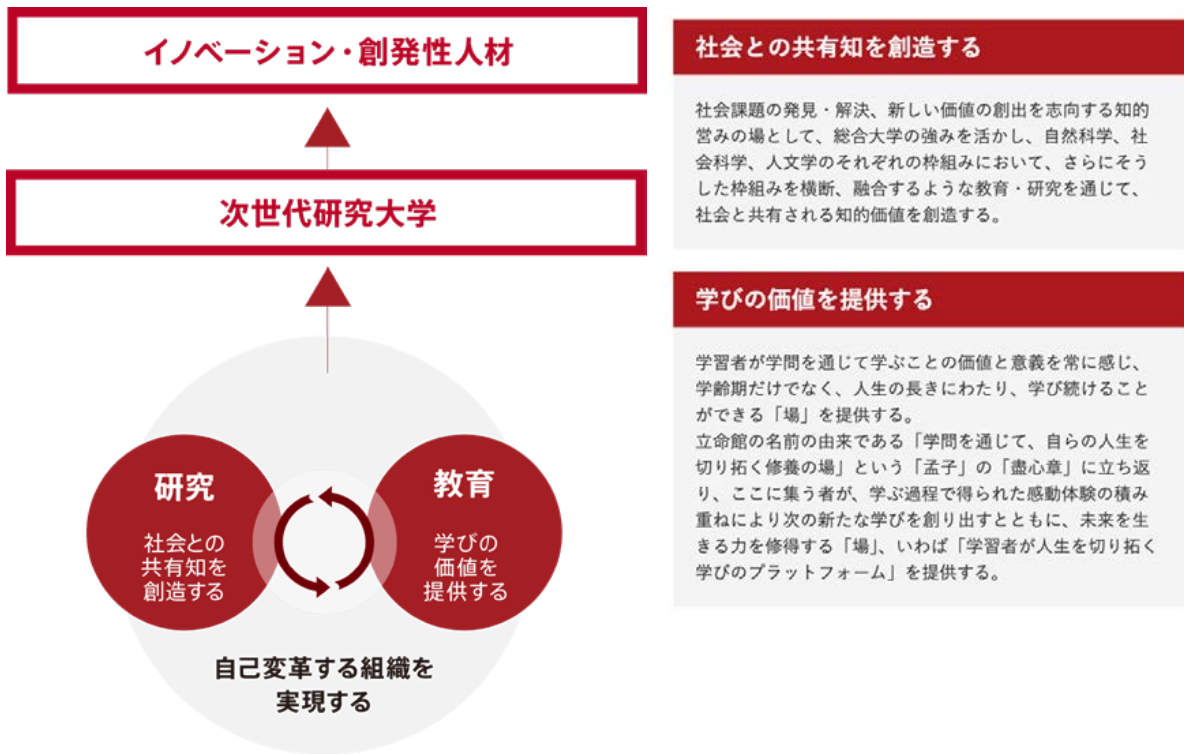 イノベーション・創発性人材
次世代研究大学
研究
社会との
共有知を
創造する
教育
学びの
価値を
提供する
自己変革する組織を
実現する
社会との共有知を創造する
社会課題の発見・解決、新しい価値の創出を志向する知的
営みの場として、総合大学の強みを活かし、自然科学、社
会科学、人文学のそれぞれの枠組みにおいて、さらにそう
した枠組みを横断、融合するような教育・研究を通じて、
社会と共有される知的価値を創造する。
学びの価値を提供する
学習者が学問を通じて学ぶことの価値と意義を常に感じ、
学齢期だけでなく、人生の長きにわたり、学び続けること
ができる「場」を提供する。
立命館の名前の由来である「学問を通じて、自らの人生を
切り拓く修養の場」という「孟子」の「盡心章」に立ち返
り、ここに集う者が、学ぶ過程で得られた感動体験の積み
重ねにより次の新たな学びを創り出すとともに、未来を生
きる力を修得する「場」、いわば「学習者が人生を切り拓く
学びのプラットフォーム」を提供する。